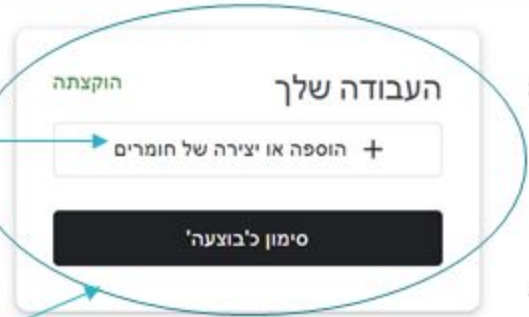 העבודה שלך
הוקצתה
+ הוספה או יצירה של חומרים
סימון כ'בוצעה'